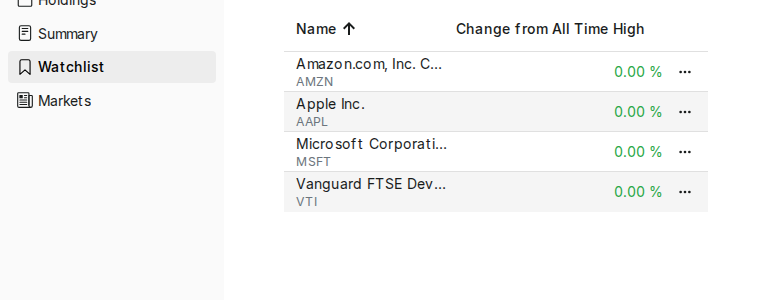 Holdings
Summary
Watchlist
Markets
Name Change from All Time High
Amazon.com, Inc. C...
AMZN
0.00 %
Apple Inc.
AAPL
0.00 %
Microsoft Corporati...
MSFT
0.00 %
Vanguard FTSE Dev...
VTI
0.00 %